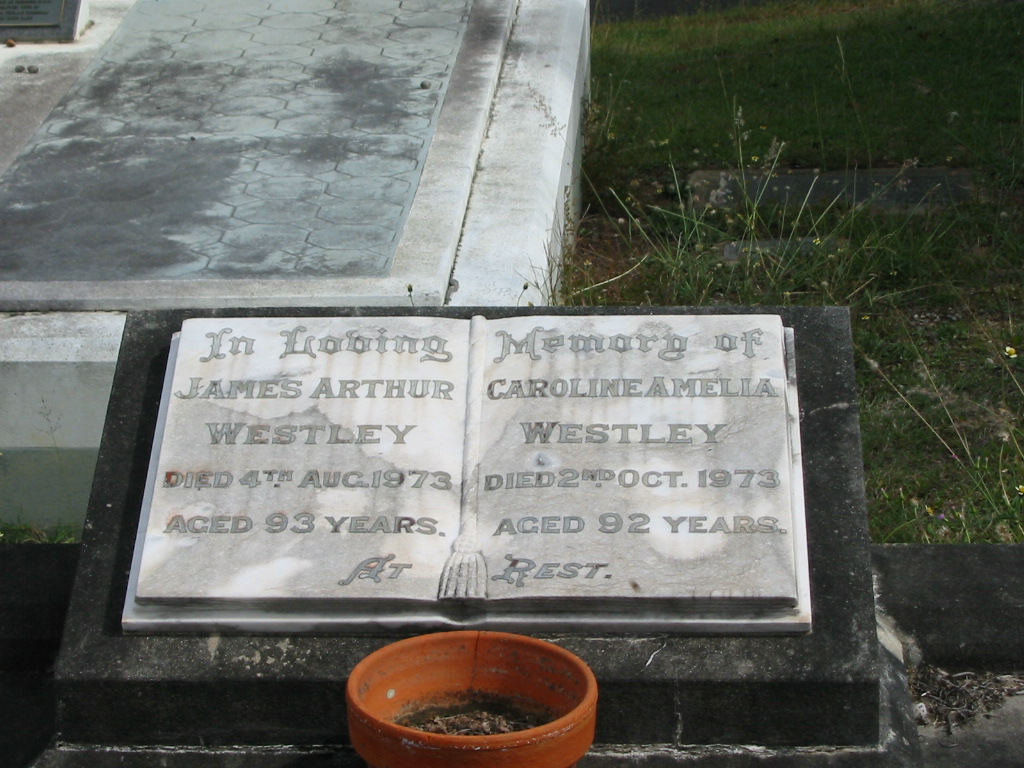 In Loving Memory of
JAMES ARTHUR
WESTLEY
DIED 4TH AUG. 1973
AGED 93 YEARS.
CAROLINE AMELIA
WESTLEY
DIED 2ND OCT. 1973
AGED 92 YEARS.
At REST.